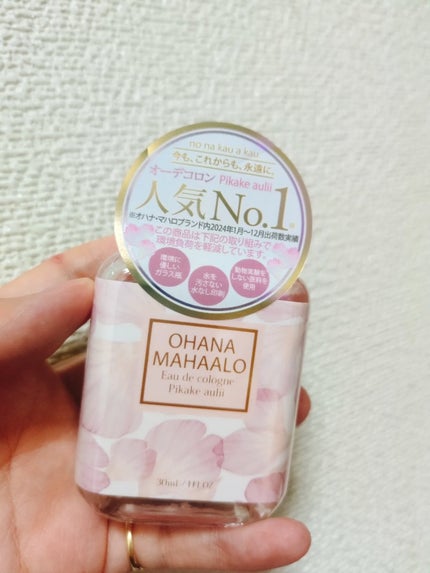 no na kau a kau
今も、これからも、永遠に。
オーデコロン Pikake aulii
人気No.1
※オハナ・マハロブランド内2024年1月～12月出荷数実績
この商品は下記の取り組みで
環境負荷を軽減しています。
環境に
優しい
ガラス瓶
水を
汚さない
水なし印刷
動物実験を
しない原料を
使用
OHANA
MAHAALO
Eau de cologne
Pikake aulii
30mL / 1FLOZ